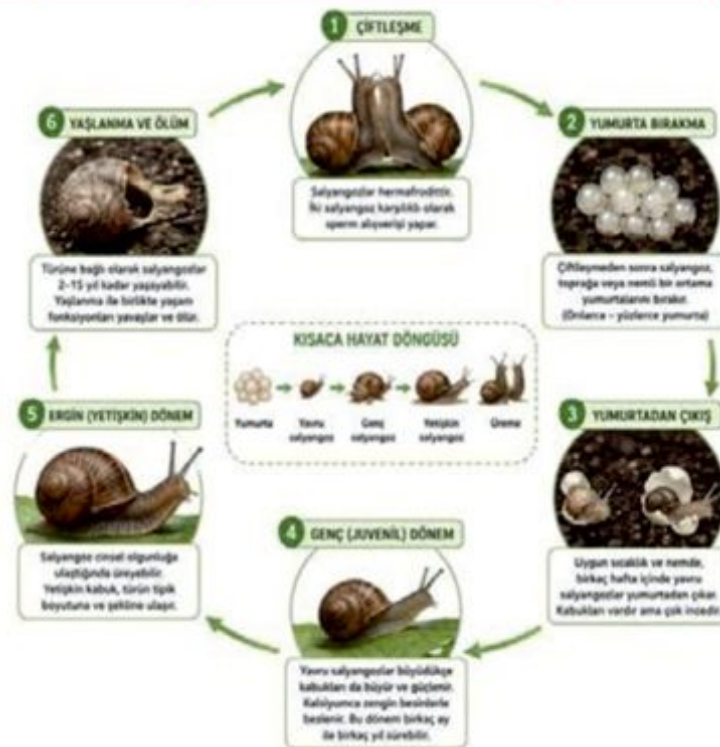 1 ÇİFTLEŞME
Salyangozlar hermafrodittir.
İki salyangoz karşılıklı olarak
sperm alışverişi yapar.
2 YUMURTA BIRAKMA
Çiftleşmeden sonra salyangoz,
toprağa veya nemli bir ortama
yumurtalarını bırakır.
(Onlarca – yüzlerce yumurta)
3 YUMURTADAN ÇIKIŞ
Uygun sıcaklık ve nemde,
birkaç hafta içinde yavru
salyangozlar yumurtadan çıkar.
Kabukları vardır ama çok incedir.
4 GENÇ (JUVENİL) DÖNEM
Yavru salyangozlar büyüdükçe
kabukları da büyür ve güçlenir.
Kalsiyumca zengin besinlerle
beslenir. Bu dönem birkaç ay
ile birkaç yıl sürebilir.
5 ERGİN (YETİŞKİN) DÖNEM
Salyangoz cinsel olgunluğa
ulaştığında üreyebilir.
Yetişkin kabuk, türün tipik
boyutuna ve şekline ulaşır.
6 YAŞLANMA VE ÖLÜM
Türüne bağlı olarak salyangozlar
2–15 yıl kadar yaşayabilir.
Yaşlanma ile birlikte yaşam
fonksiyonları yavaşlar ve ölür.
KISACA HAYAT DÖNGÜSÜ
Yumurta
Yavru
salyangoz
Genç
salyangoz
Yetişkin
salyangoz
Üreme